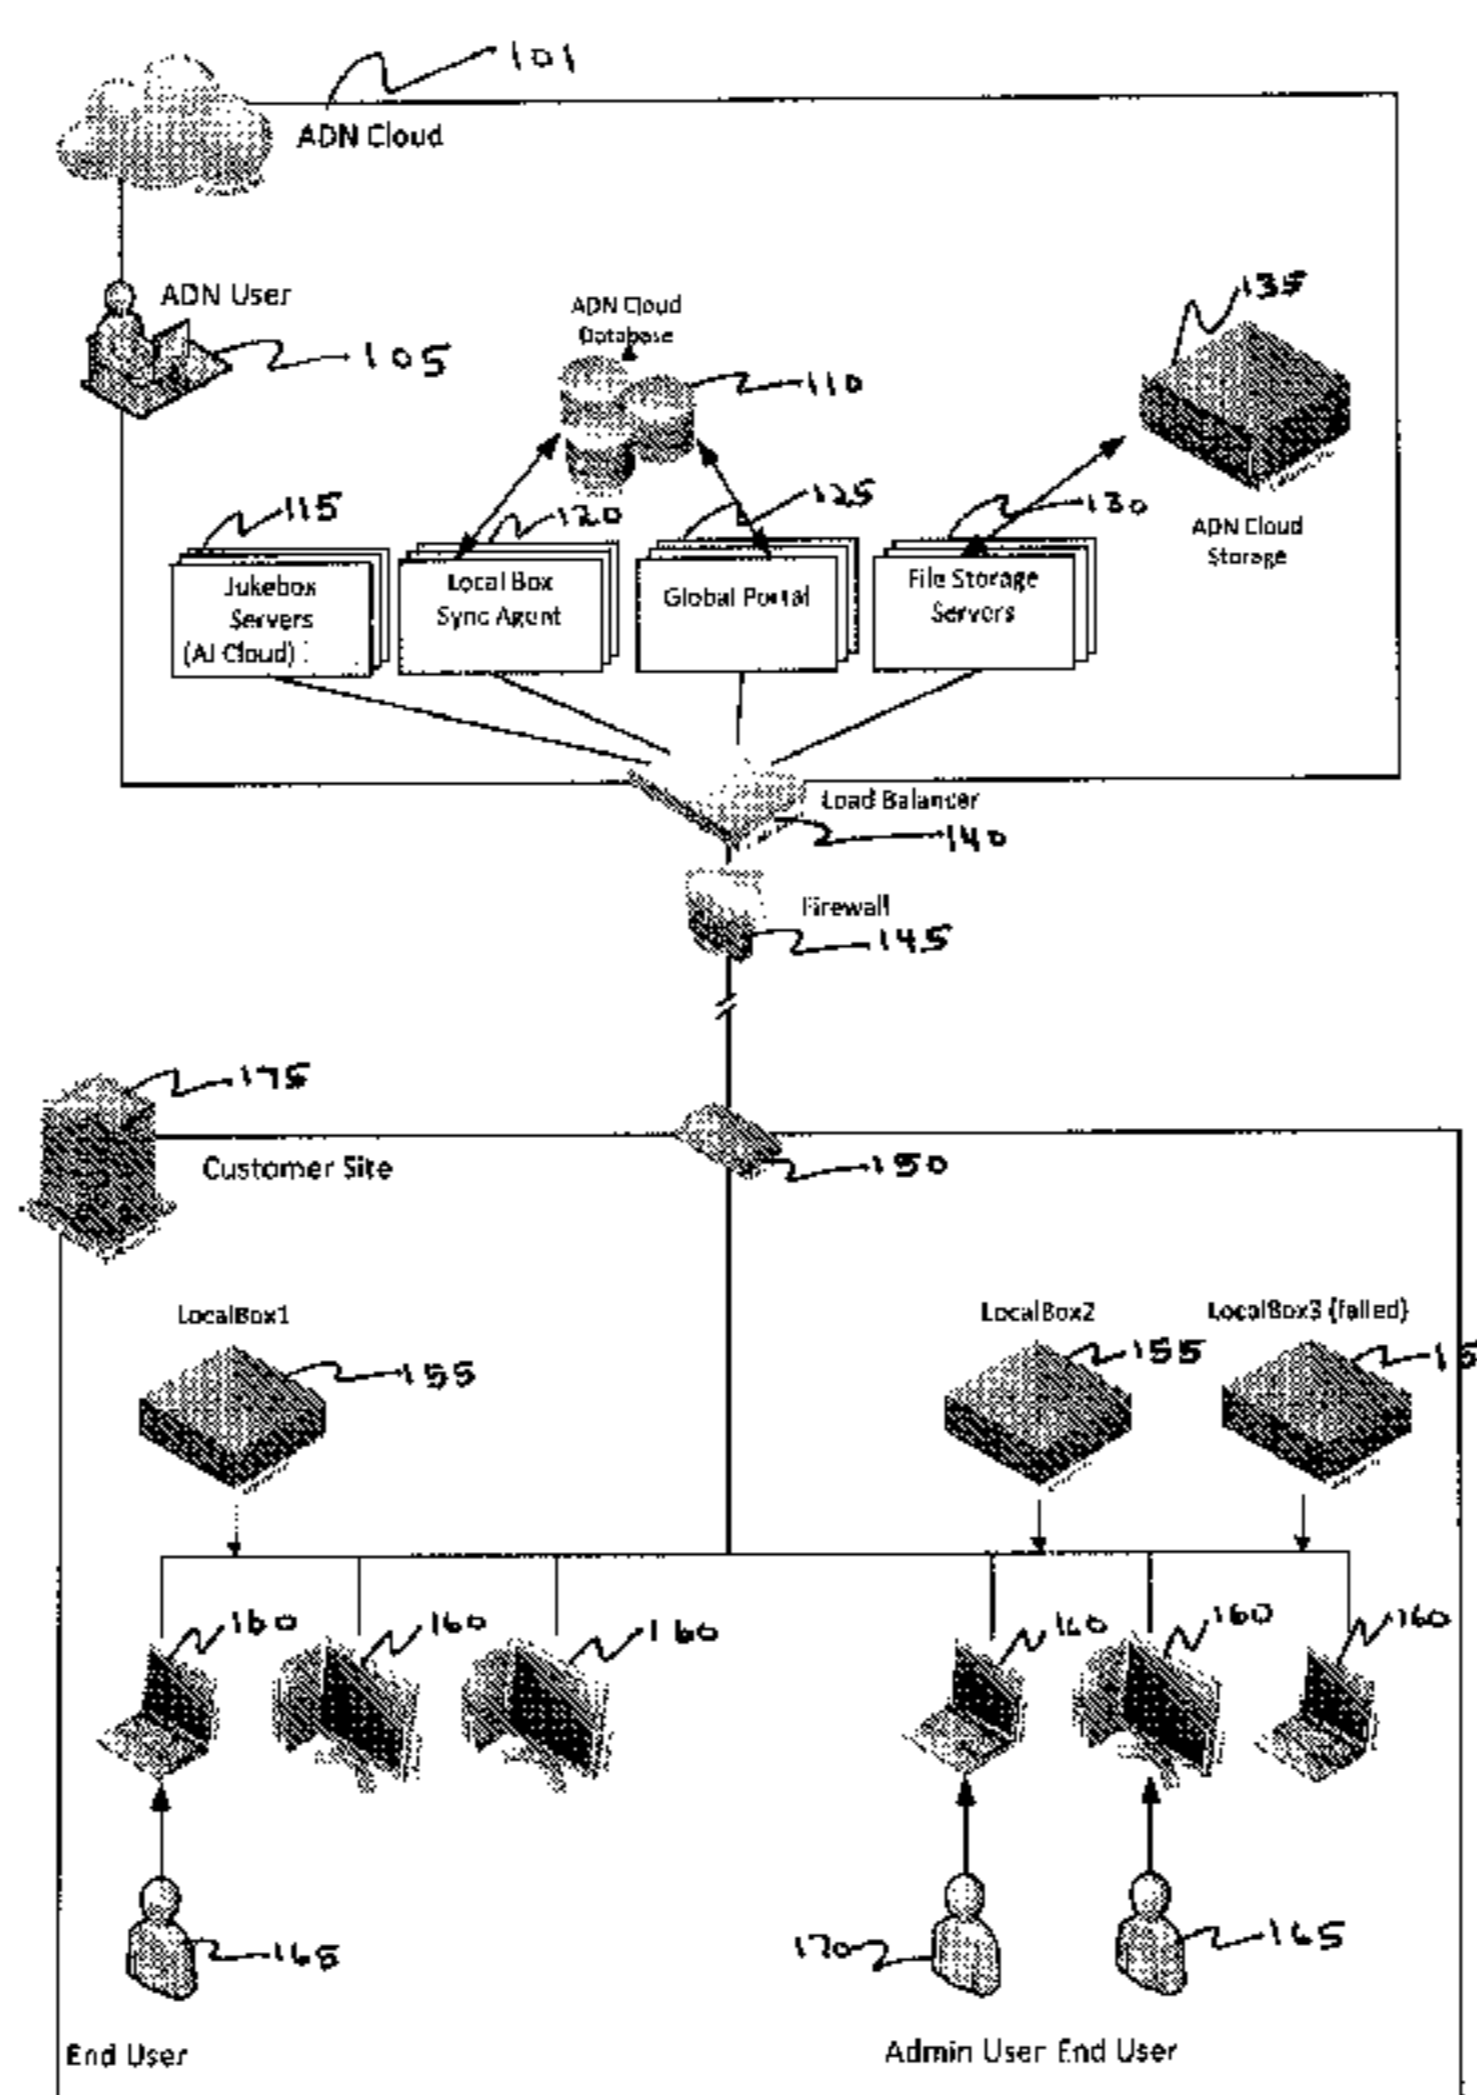 101
ADN Cloud
ADN User
105
ADN Cloud
Database
110
135
ADN Cloud
Storage
115
120
125
130
Jukebox
Servers
(AJ Cloud)
Local Box
Sync Agent
Global Portal
File Storage
Servers
Load Balancer
140
Firewall
145
175
Customer Site
150
LocalBox1
155
LocalBox2
155
LocalBox3 (failed)
15
160
160
160
160
160
160
165
170
165
End User
Admin User End User